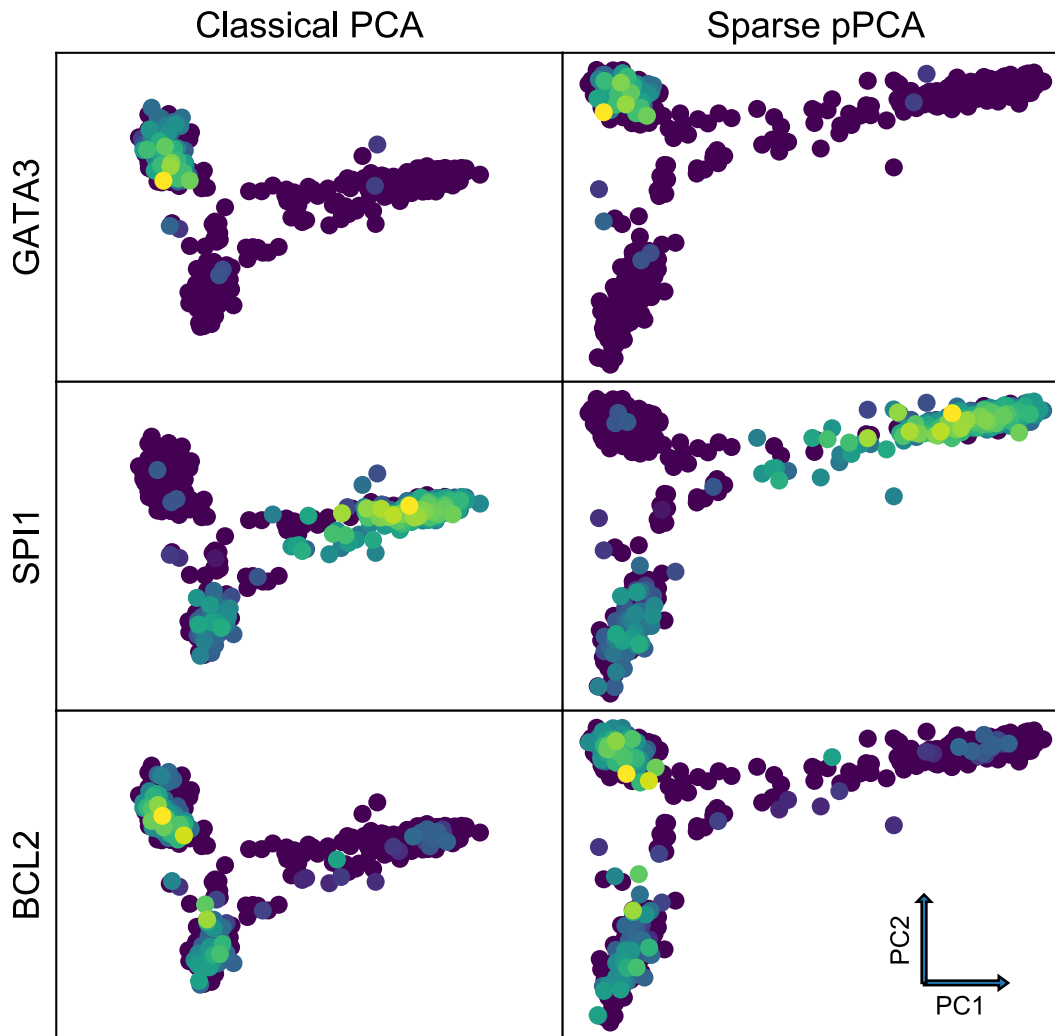 Classical PCA
Sparse pPCA
GATA3
SPI1
BCL2
PC2
PC1